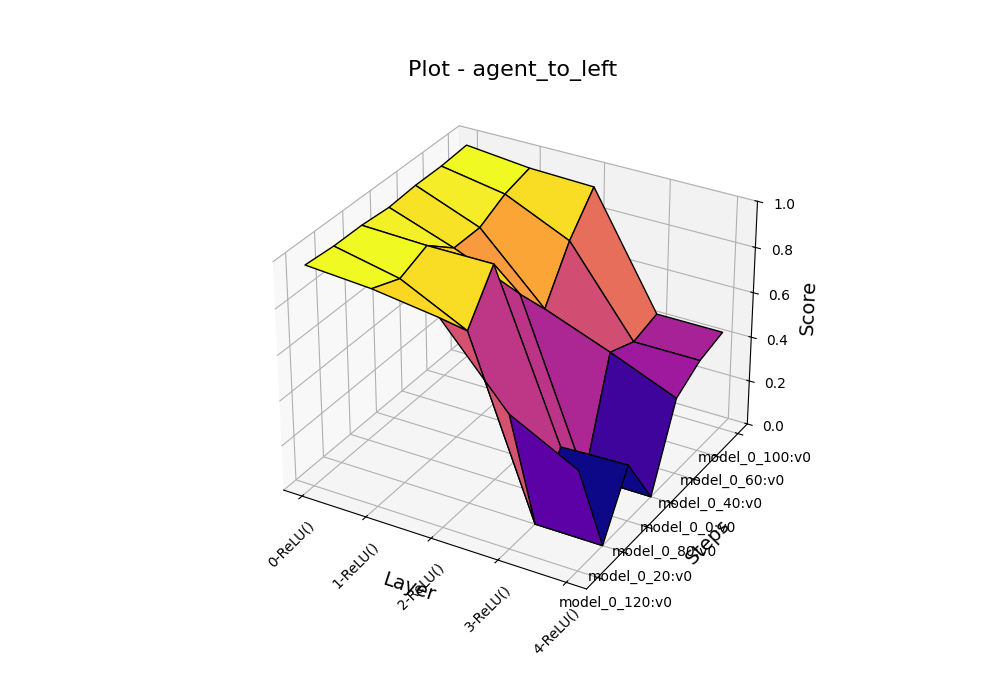 Plot - agent_to_left
1.0
0.8
0.6
0.4
0.2
0.0
Score
model_0_100:v0
model_0_60:v0
model_0_40:v0
model_0_0:v0
model_0_80:v0
model_0_20:v0
model_0_120:v0
Steps
0-ReLU()
1-ReLU()
2-ReLU()
3-ReLU()
4-ReLU()
Layer